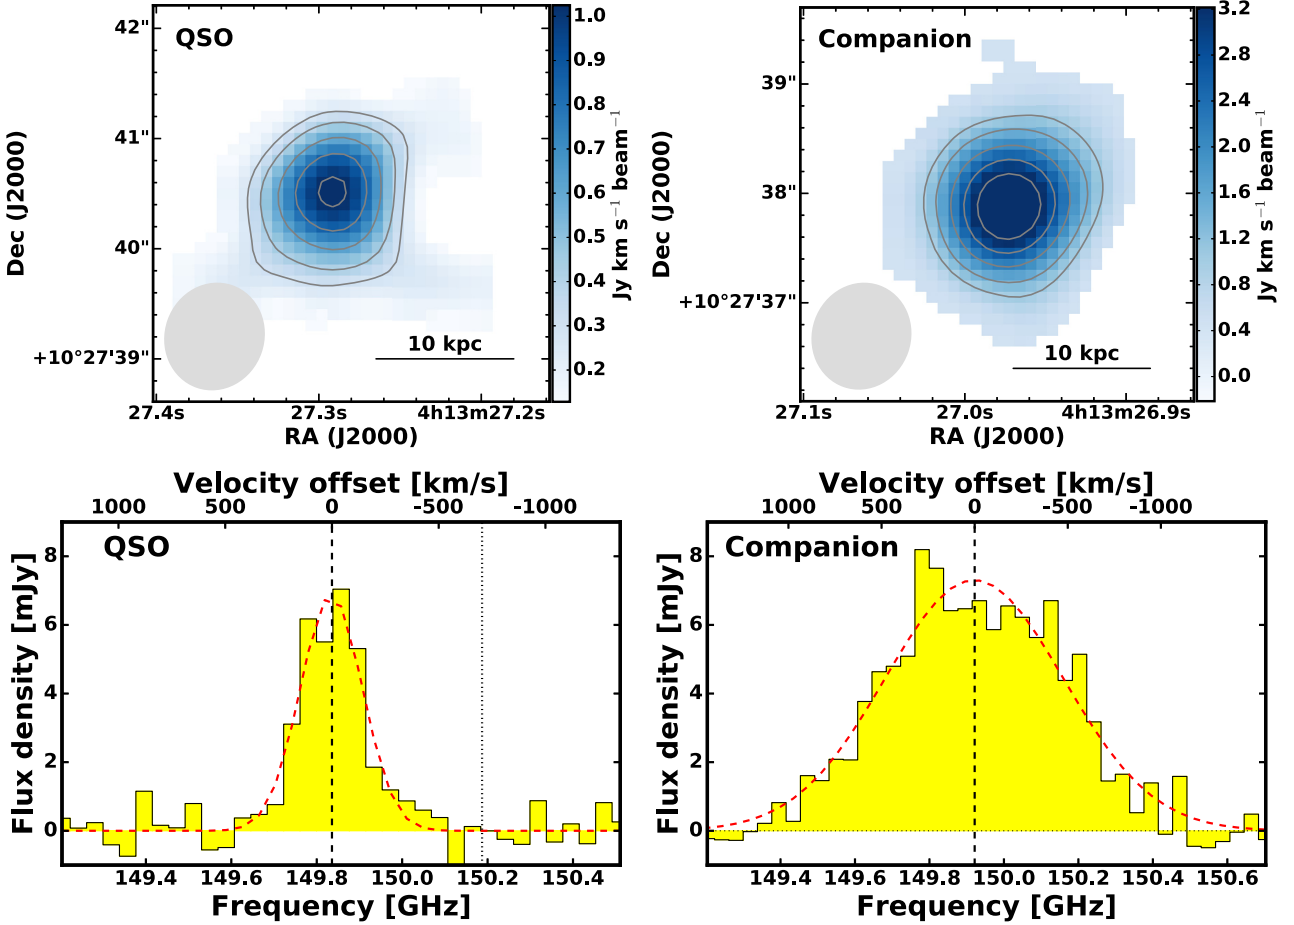 QSO
42"
41"
40"
+10°27'39"
Dec (J2000)
27.4s 27.3s 4h13m27.2s
RA (J2000)
10 kpc
1.0
0.9
0.8
0.7
0.6
0.5
0.4
0.3
0.2
Jy km s⁻¹ beam⁻¹
Companion
39"
38"
+10°27'37"
Dec (J2000)
27.1s 27.0s 4h13m26.9s
RA (J2000)
10 kpc
3.2
2.8
2.4
2.0
1.6
1.2
0.8
0.4
0.0
Jy km s⁻¹ beam⁻¹
Velocity offset [km/s]
1000 500 0 -500 -1000
QSO
8
6
4
2
0
Flux density [mJy]
149.4 149.6 149.8 150.0 150.2 150.4
Frequency [GHz]
Velocity offset [km/s]
1000 500 0 -500 -1000
Companion
8
6
4
2
0
Flux density [mJy]
149.4 149.6 149.8 150.0 150.2 150.4 150.6
Frequency [GHz]